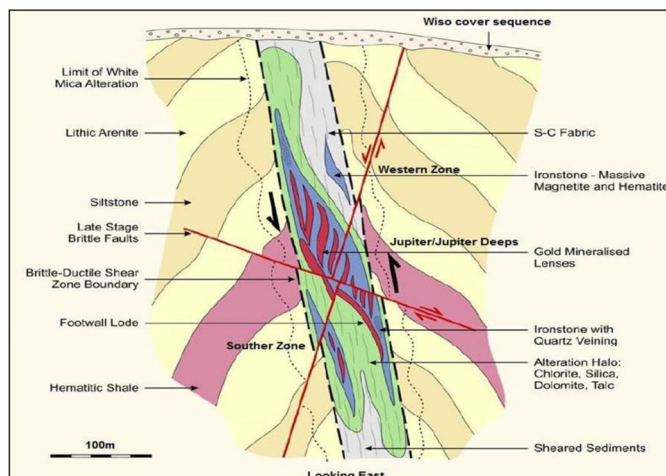 Wiso cover sequence
Limit of White
Mica Alteration
Lithic Arenite
Siltstone
Late Stage
Brittle Faults
Brittle-Ductile Shear
Zone Boundary
Footwall Lode
Hematitic Shale
100m
Western Zone
Jupiter/Jupiter Deeps
Souther Zone
S-C Fabric
Ironstone - Massive
Magnetite and Hematite
Gold Mineralised
Lenses
Ironstone with
Quartz Veining
Alteration Halo:
Chlorite, Silica,
Dolomite, Talc
Sheared Sediments
Looking East